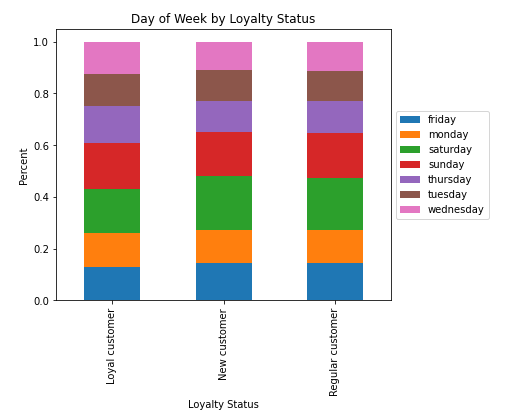 Day of Week by Loyalty Status
1.0
0.8
0.6
0.4
0.2
0.0
Percent
Loyal customer
New customer
Regular customer
Loyalty Status
friday
monday
saturday
sunday
thursday
tuesday
wednesday